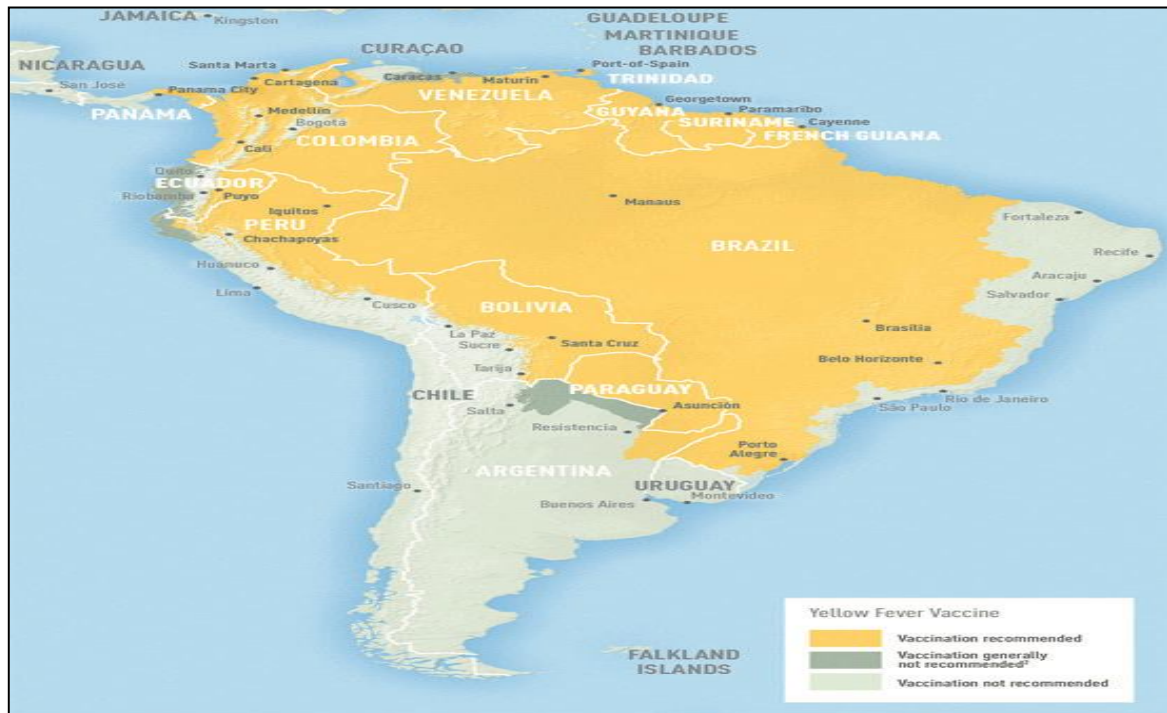 JAMAICA
Kingston
GUADELOUPE
MARTINIQUE
BARBADOS
CURAÇAO
NICARAGUA
San José
Santa Marta
Cartagena
Caracas
Maturín
Port-of-Spain
TRINIDAD
Panama City
PANAMA
VENEZUELA
Georgetown
GUYANA
Paramaribo
SURINAME
Cayenne
FRENCH GUIANA
Medellín
Bogotá
COLOMBIA
Cali
Quito
ECUADOR
Riobamba
Puyo
Iquitos
Manaus
PERU
Chachapoyas
BRAZIL
Fortaleza
Recife
Huanuco
Lima
Cusco
Aracaju
Salvador
BOLIVIA
La Paz
Sucre
Santa Cruz
Brasília
Belo Horizonte
Tarija
PARAGUAY
CHILE
Salta
Asunción
São Paulo
Rio de Janeiro
Resistencia
Porto
Alegre
ARGENTINA
Santiago
URUGUAY
Buenos Aires
Montevideo
FALKLAND
ISLANDS
Yellow Fever Vaccine
Vaccination recommended
Vaccination generally
not recommended²
Vaccination not recommended